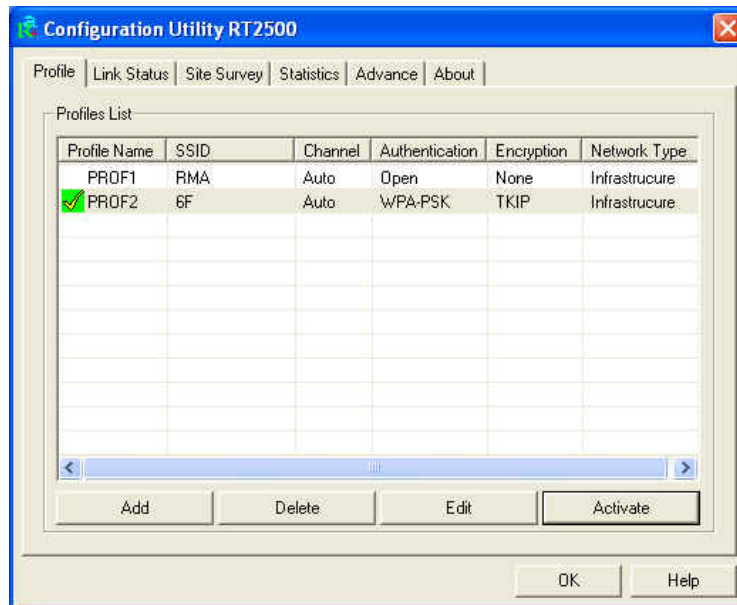 Configuration Utility RT2500
Profile Link Status Site Survey Statistics Advance About
Profiles List
Profile Name SSID Channel Authentication Encryption Network Type
PROF1 RMA Auto Open None Infrastrucure
PROF2 6F Auto WPA-PSK TKIP Infrastrucure
Add Delete Edit Activate
OK Help